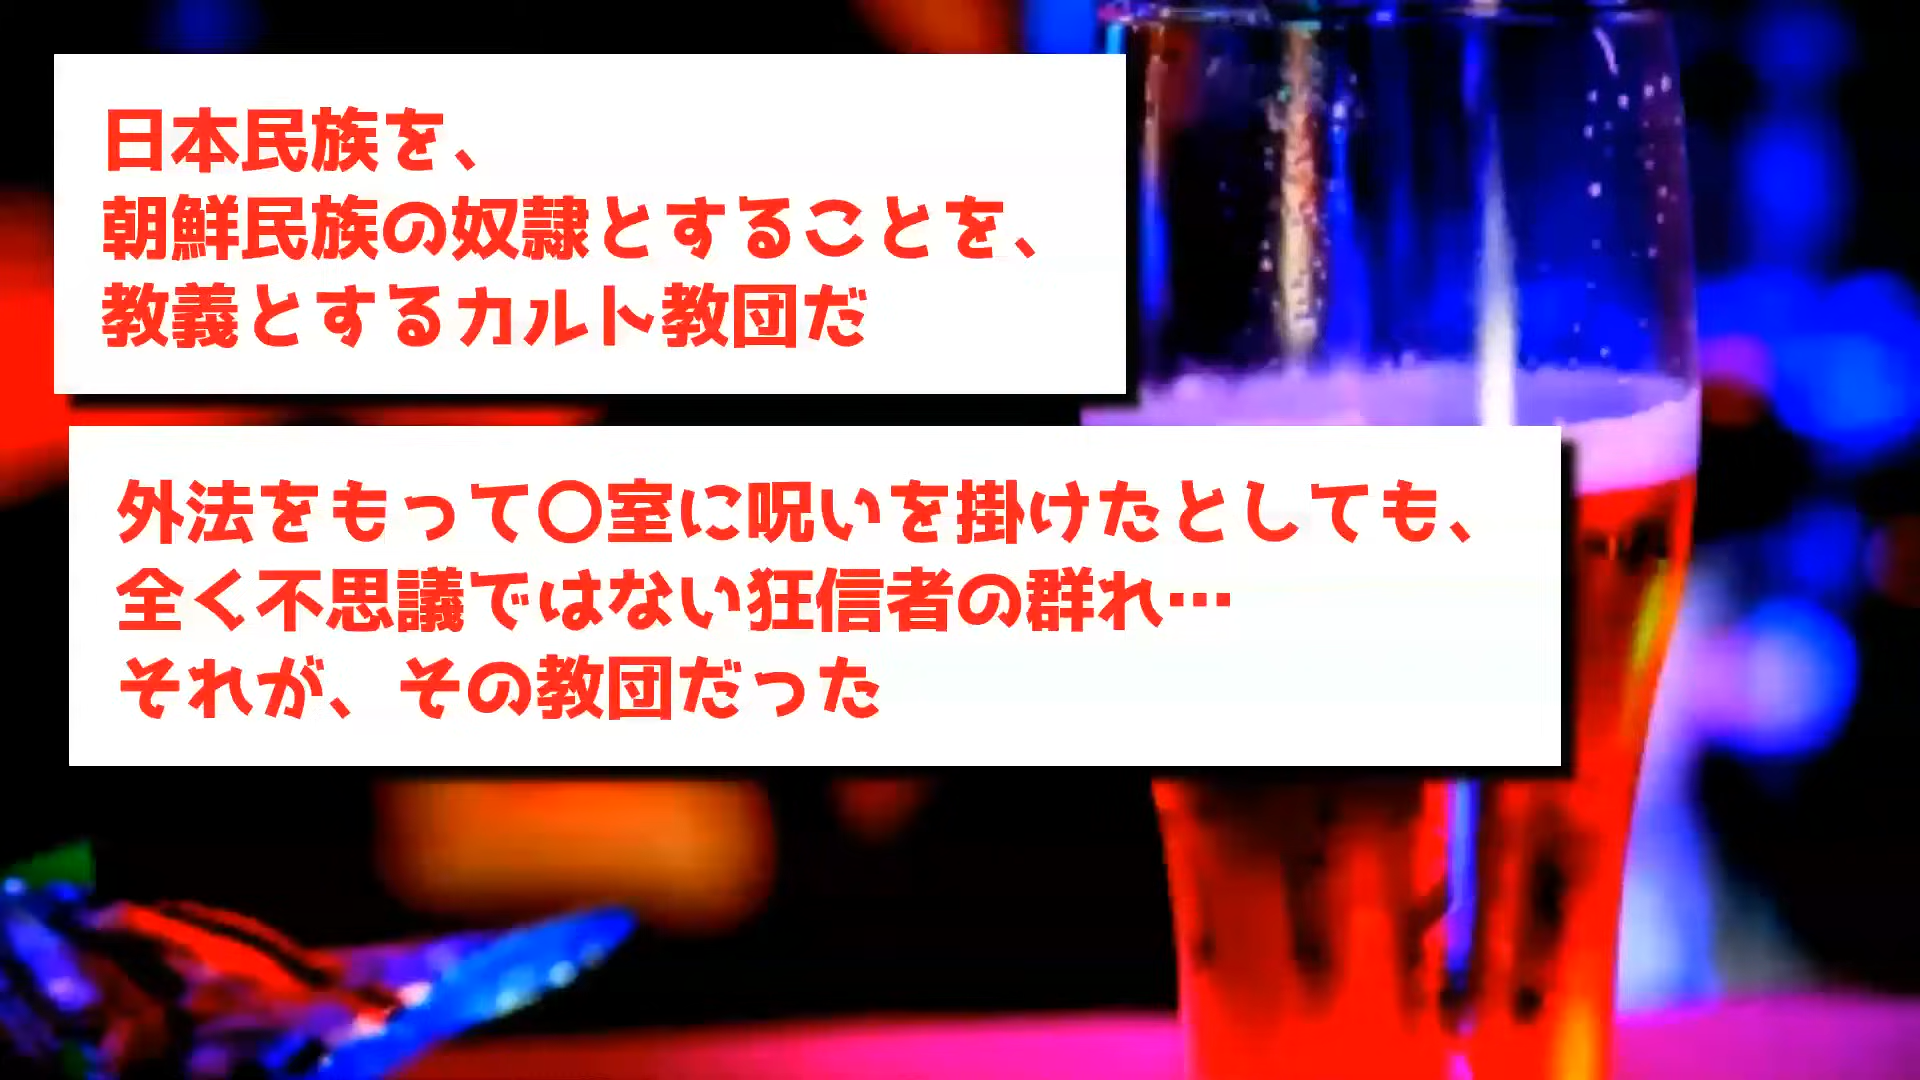 日本民族を、
朝鮮民族の奴隷とすることを、
教義とするカルト教団だ
外法をもって〇室に呪いを掛けたとしても、
全く不思議ではない狂信者の群れ…
それが、その教団だった